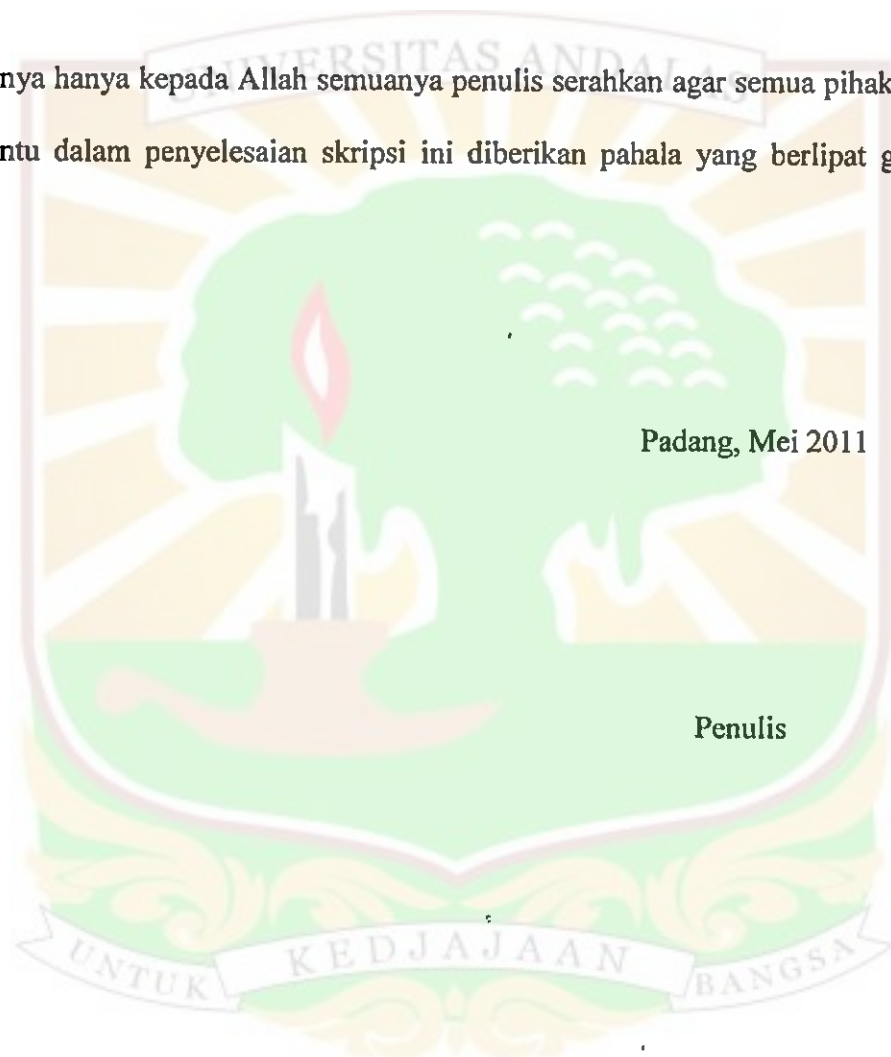 UNIVERSITAS ANDALAS
nya hanya kepada Allah semuanya penulis serahkan agar semua pihak
ntu dalam penyelesaian skripsi ini diberikan pahala yang berlipat g
Padang, Mei 2011
Penulis
UNTUK KEDJAJAAN BANGSA